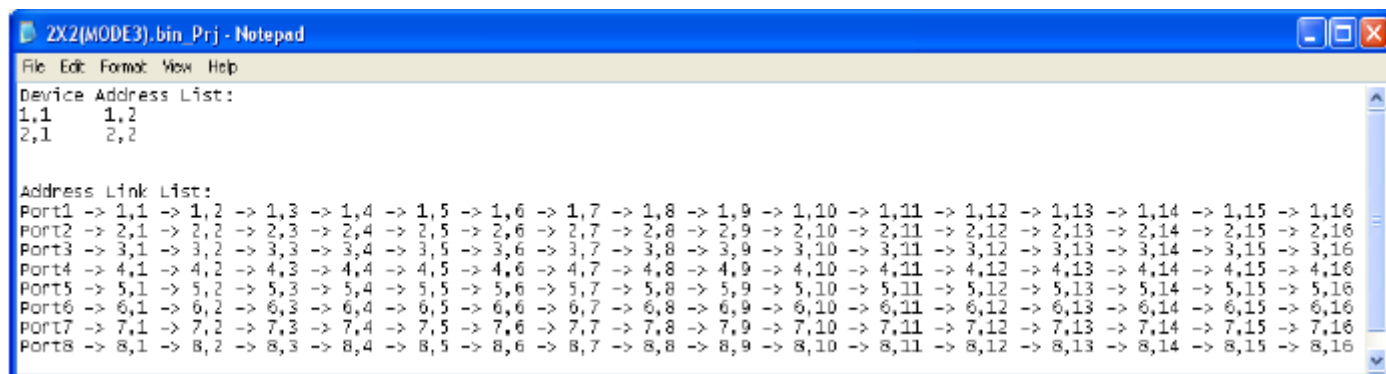 2X2(MODE3).bin_Prj - Notepad
File Edit Format View Help
Device Address List:
1,1 1,2
2,1 2,2
Address Link List:
Port1 -> 1,1 -> 1,2 -> 1,3 -> 1,4 -> 1,5 -> 1,6 -> 1,7 -> 1,8 -> 1,9 -> 1,10 -> 1,11 -> 1,12 -> 1,13 -> 1,14 -> 1,15 -> 1,16
Port2 -> 2,1 -> 2,2 -> 2,3 -> 2,4 -> 2,5 -> 2,6 -> 2,7 -> 2,8 -> 2,9 -> 2,10 -> 2,11 -> 2,12 -> 2,13 -> 2,14 -> 2,15 -> 2,16
Port3 -> 3,1 -> 3,2 -> 3,3 -> 3,4 -> 3,5 -> 3,6 -> 3,7 -> 3,8 -> 3,9 -> 3,10 -> 3,11 -> 3,12 -> 3,13 -> 3,14 -> 3,15 -> 3,16
Port4 -> 4,1 -> 4,2 -> 4,3 -> 4,4 -> 4,5 -> 4,6 -> 4,7 -> 4,8 -> 4,9 -> 4,10 -> 4,11 -> 4,12 -> 4,13 -> 4,14 -> 4,15 -> 4,16
Port5 -> 5,1 -> 5,2 -> 5,3 -> 5,4 -> 5,5 -> 5,6 -> 5,7 -> 5,8 -> 5,9 -> 5,10 -> 5,11 -> 5,12 -> 5,13 -> 5,14 -> 5,15 -> 5,16
Port6 -> 6,1 -> 6,2 -> 6,3 -> 6,4 -> 6,5 -> 6,6 -> 6,7 -> 6,8 -> 6,9 -> 6,10 -> 6,11 -> 6,12 -> 6,13 -> 6,14 -> 6,15 -> 6,16
Port7 -> 7,1 -> 7,2 -> 7,3 -> 7,4 -> 7,5 -> 7,6 -> 7,7 -> 7,8 -> 7,9 -> 7,10 -> 7,11 -> 7,12 -> 7,13 -> 7,14 -> 7,15 -> 7,16
Port8 -> 8,1 -> 8,2 -> 8,3 -> 8,4 -> 8,5 -> 8,6 -> 8,7 -> 8,8 -> 8,9 -> 8,10 -> 8,11 -> 8,12 -> 8,13 -> 8,14 -> 8,15 -> 8,16